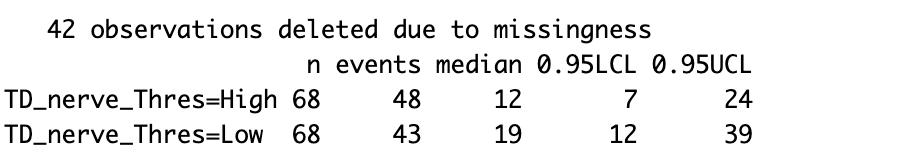 42 observations deleted due to missingness
n events median 0.95LCL 0.95UCL
TD_nerve_Thres=High 68 48 12 7 24
TD_nerve_Thres=Low 68 43 19 12 39